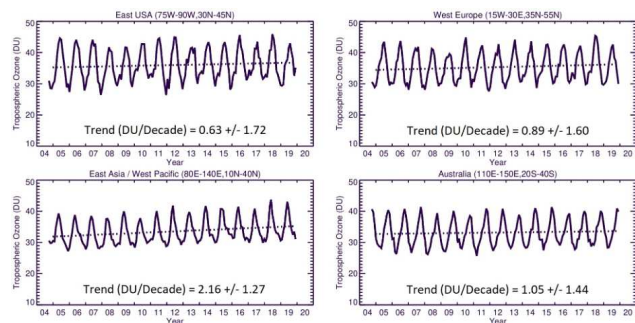 East USA (75W-90W,30N-45N)
Tropospheric Ozone (DU)
50
40
30
20
10
Trend (DU/Decade) = 0.63 +/- 1.72
04 05 06 07 08 09 10 11 12 13 14 15 16 17 18 19 20
Year
West Europe (15W-30E,35N-55N)
Tropospheric Ozone (DU)
50
40
30
20
10
Trend (DU/Decade) = 0.89 +/- 1.60
04 05 06 07 08 09 10 11 12 13 14 15 16 17 18 19 20
Year
East Asia / West Pacific (80E-140E,10N-40N)
Tropospheric Ozone (DU)
50
40
30
20
10
Trend (DU/Decade) = 2.16 +/- 1.27
04 05 06 07 08 09 10 11 12 13 14 15 16 17 18 19 20
Year
Australia (110E-150E,20S-40S)
Tropospheric Ozone (DU)
50
40
30
20
10
Trend (DU/Decade) = 1.05 +/- 1.44
04 05 06 07 08 09 10 11 12 13 14 15 16 17 18 19 20
Year